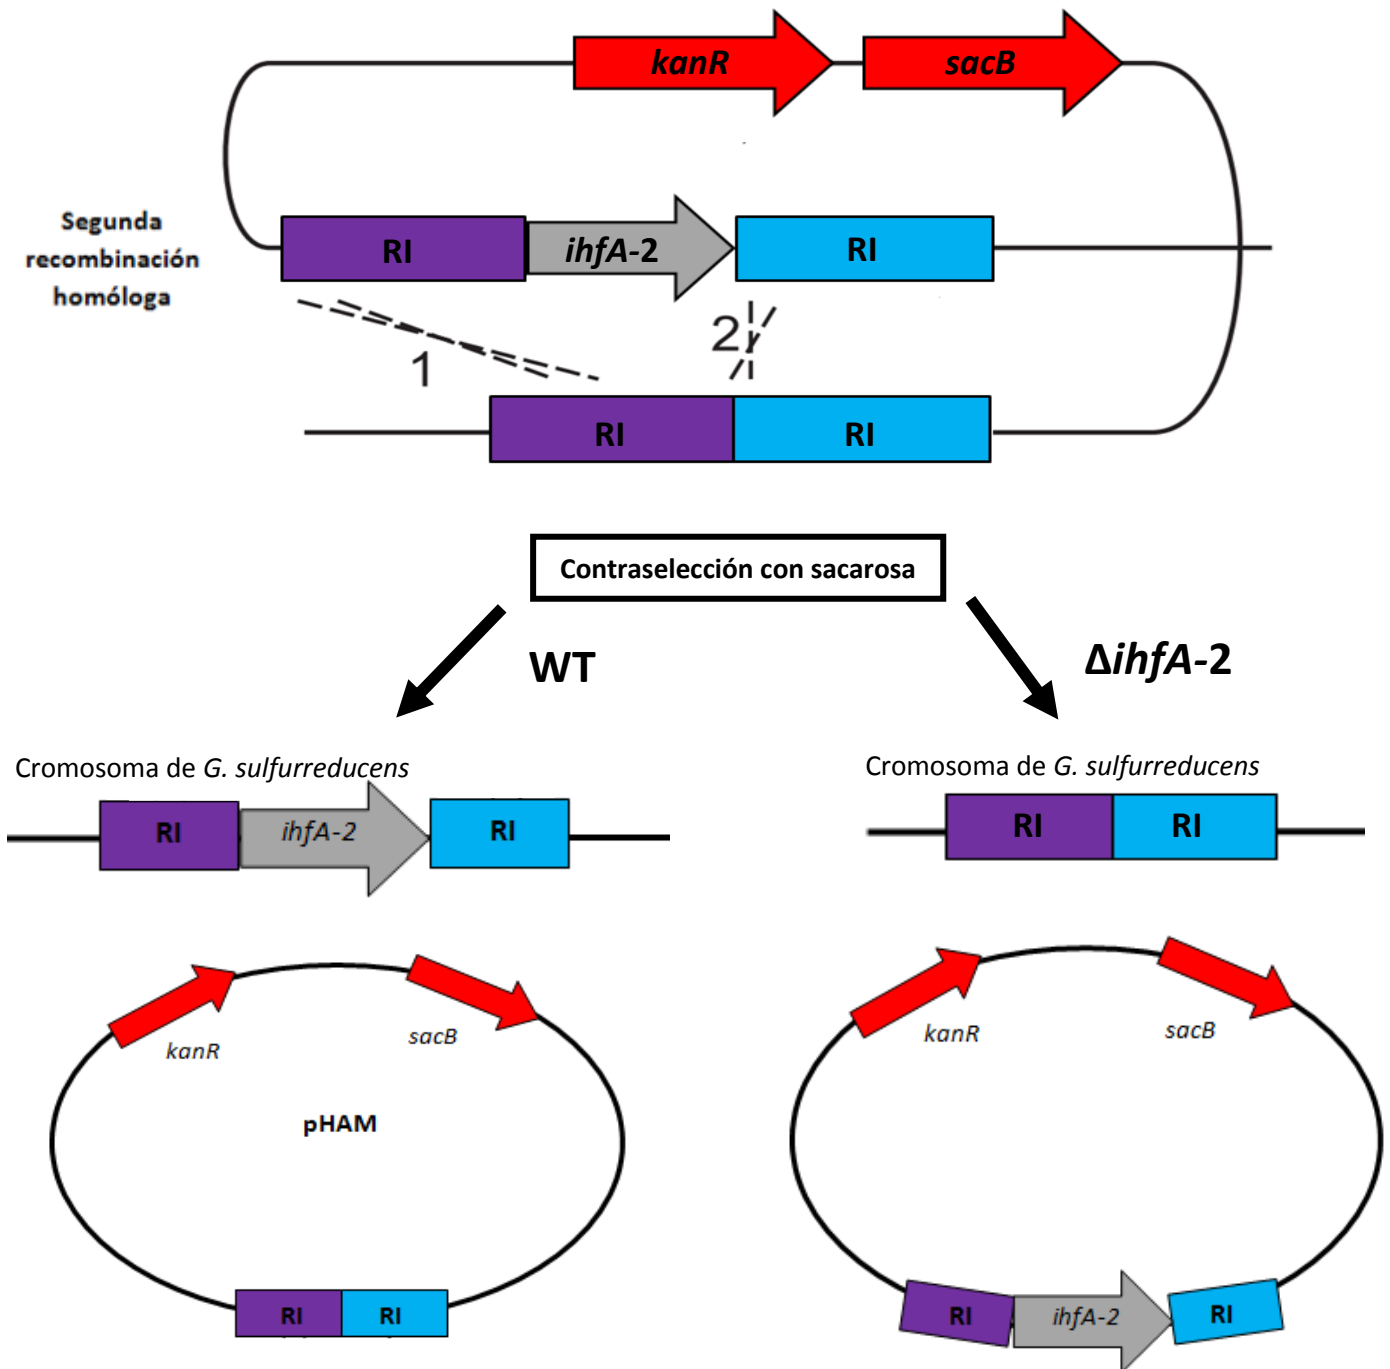 kanR
sacB
Segunda
recombinación
homóloga
RI
ihfA-2
RI
1
2
RI
RI
Contraselección con sacarosa
WT
ΔihfA-2
Cromosoma de G. sulfurreducens
RI
ihfA-2
RI
Cromosoma de G. sulfurreducens
RI
RI
kanR
sacB
pHAM
RI
RI
kanR
sacB
RI
ihfA-2
RI